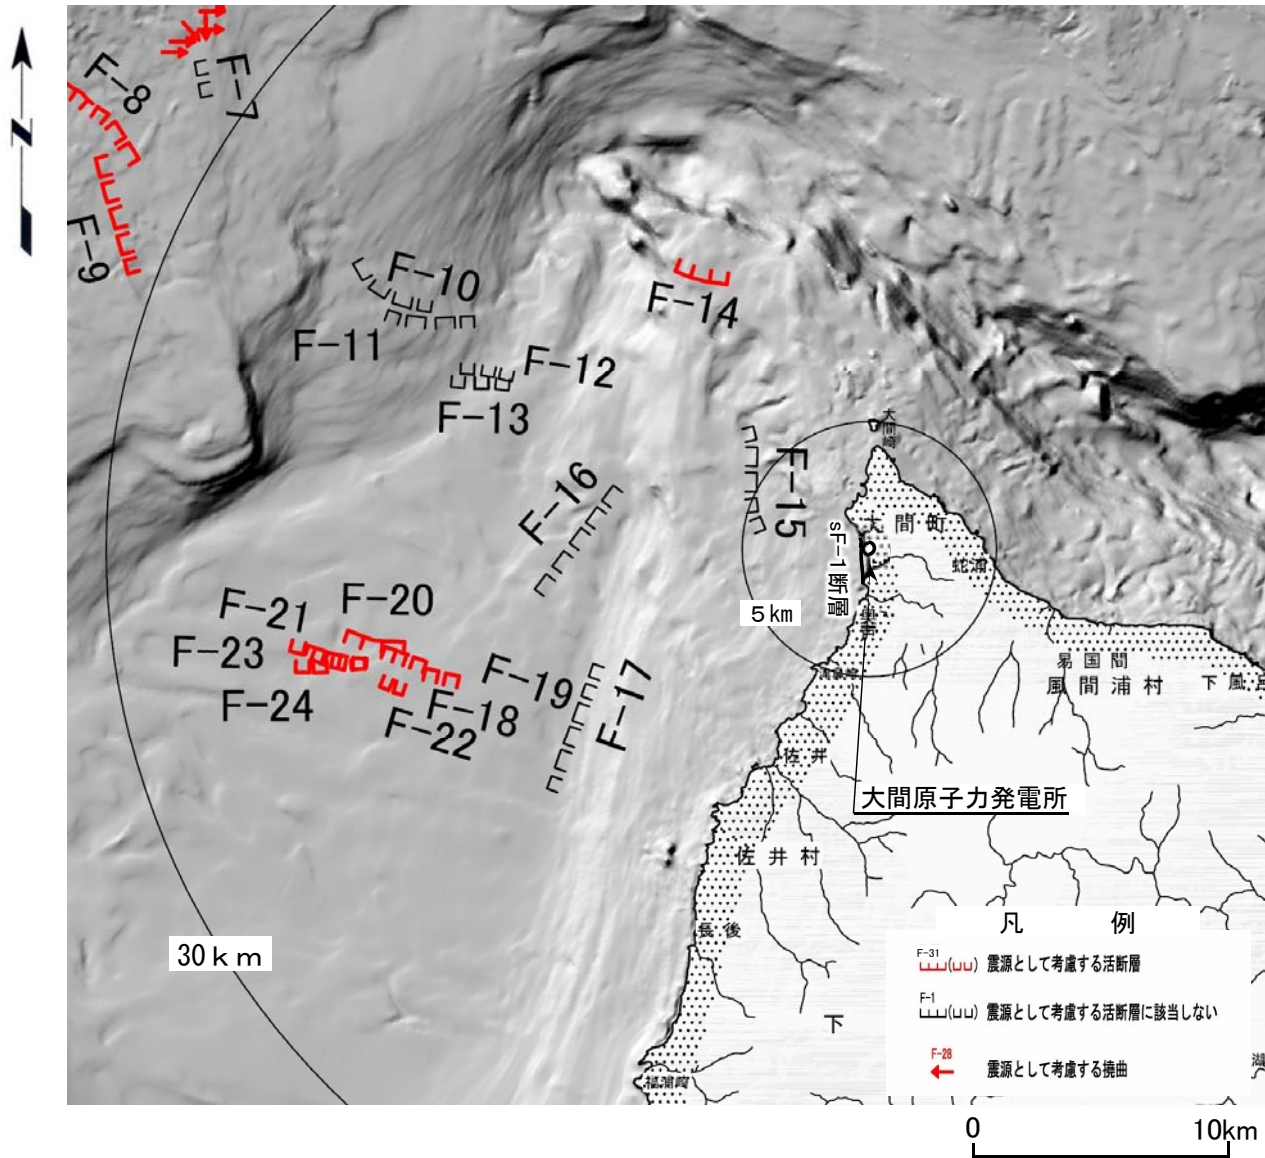 N
F-7
F-8
F-9
F-10
F-11
F-12
F-13
F-14
F-15
F-16
F-17
F-18
F-19
F-20
F-21
F-22
F-23
F-24
大間崎
大間町
sF-1断層
蛇浦
5km
易国間
風間浦村
下風呂
佐井
大間原子力発電所
佐井村
長後
福浦崎
下
30km
凡例
F-31
(      ) 震源として考慮する活断層
F-1
(      ) 震源として考慮する活断層に該当しない
F-28
震源として考慮する撓曲
0 10km